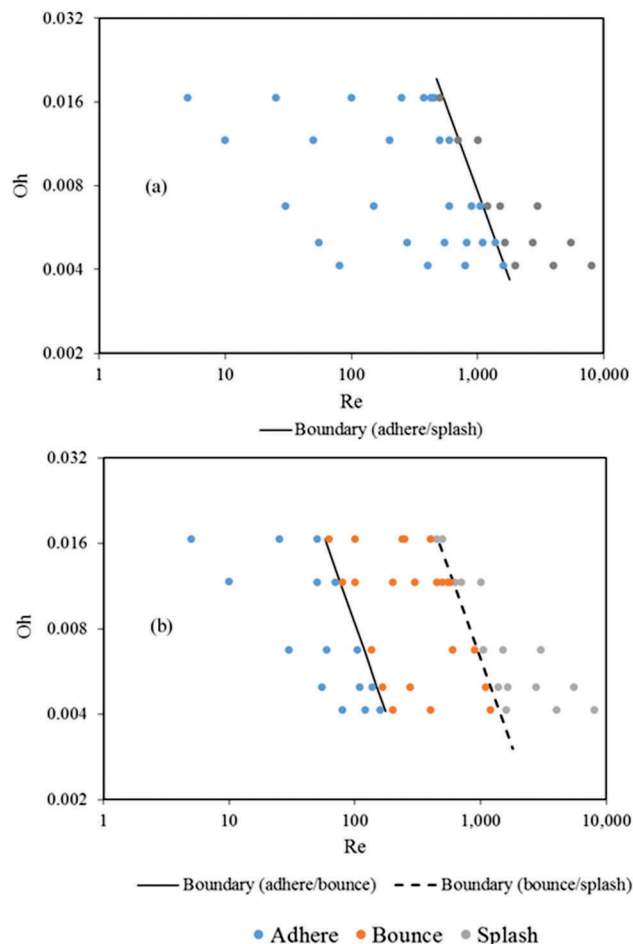 0.032
0.016
(a)
Oh
0.008
0.004
0.002
1 10 100 1,000 10,000
Re
Boundary (adhere/splash)
0.032
0.016
Oh
0.008
(b)
0.004
0.002
1 10 100 1,000 10,000
Re
Boundary (adhere/bounce) Boundary (bounce/splash)
Adhere Bounce Splash